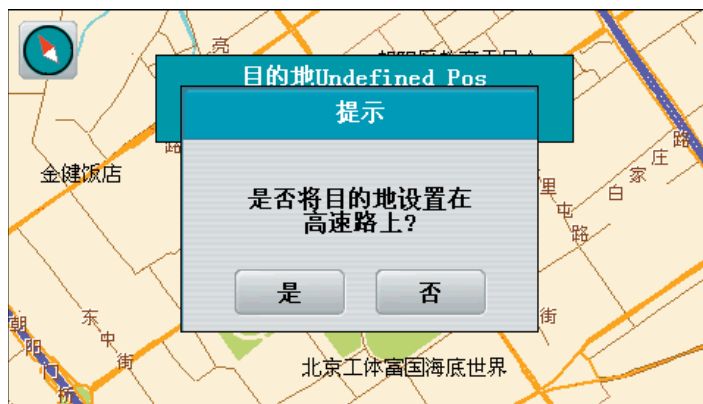 亮
目的地Undefined Pos
提示
路
路
庄
家
白
金健饭店
里
屯
路
是否将目的地设置在
高速路上?
是 否
东
中
街
街
朝
阳
门
桥
北京工体富国海底世界